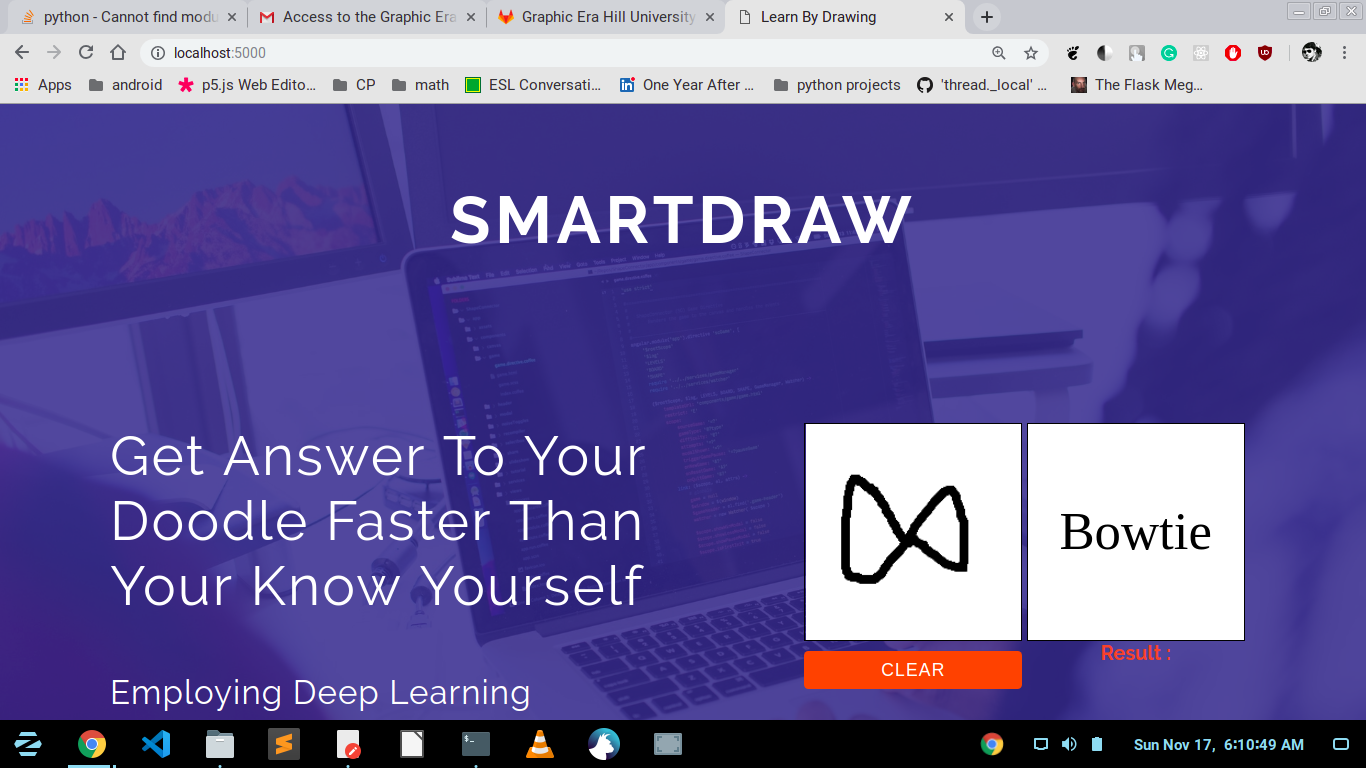 python - Cannot find modu
Access to the Graphic Era
Graphic Era Hill University
Learn By Drawing
localhost:5000
Apps
android
p5.js Web Edito...
CP
math
ESL Conversati...
One Year After ...
python projects
'thread._local' ...
The Flask Meg...
SMARTDRAW
Get Answer To Your
Doodle Faster Than
Your Know Yourself
Employing Deep Learning
Bowtie
CLEAR
Result :
Sun Nov 17, 6:10:49 AM